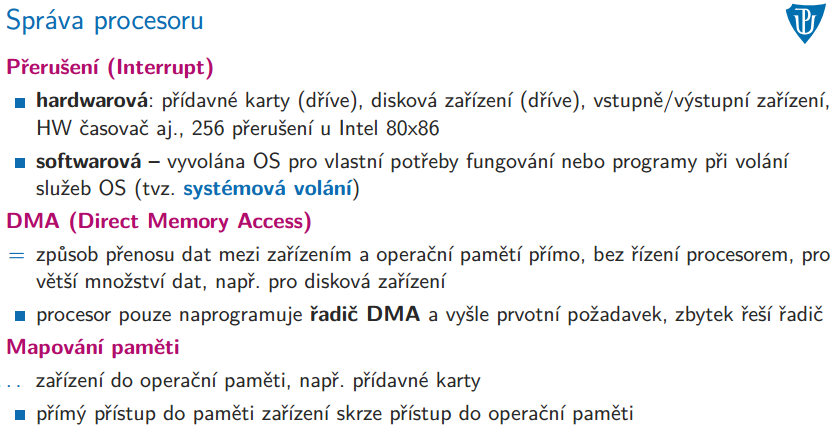 Správa procesoru
Přerušení (Interrupt)
hardwarová: přídavné karty (dříve), disková zařízení (dříve), vstupně/výstupní zařízení,
HW časovač aj., 256 přerušení u Intel 80x86
softwarová – vyvolána OS pro vlastní potřeby fungování nebo programy při volání
služeb OS (tvz. systémová volání)
DMA (Direct Memory Access)
= způsob přenosu dat mezi zařízením a operační pamětí přímo, bez řízení procesorem, pro
větší množství dat, např. pro disková zařízení
procesor pouze naprogramuje řadič DMA a vyšle prvotní požadavek, zbytek řeší řadič
Mapování paměti
... zařízení do operační paměti, např. přídavné karty
přímý přístup do paměti zařízení skrze přístup do operační paměti